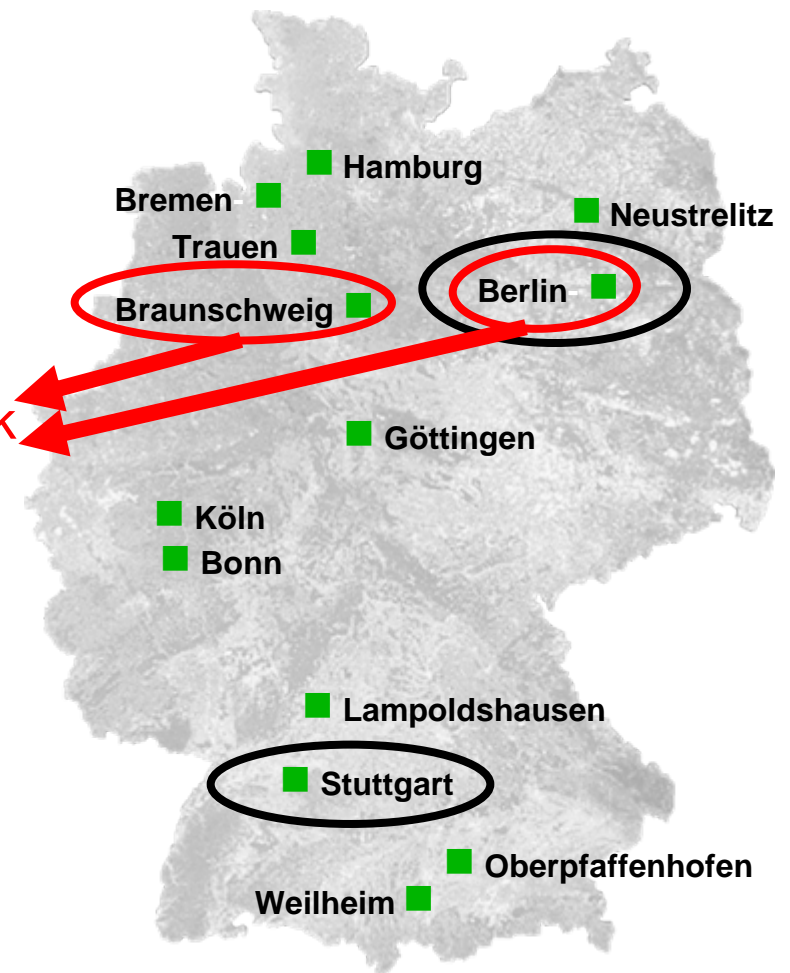 Hamburg
Bremen
Neustrelitz
Trauen
Berlin
Braunschweig
Göttingen
Köln
Bonn
Lampoldshausen
Stuttgart
Oberpfaffenhofen
Weilheim